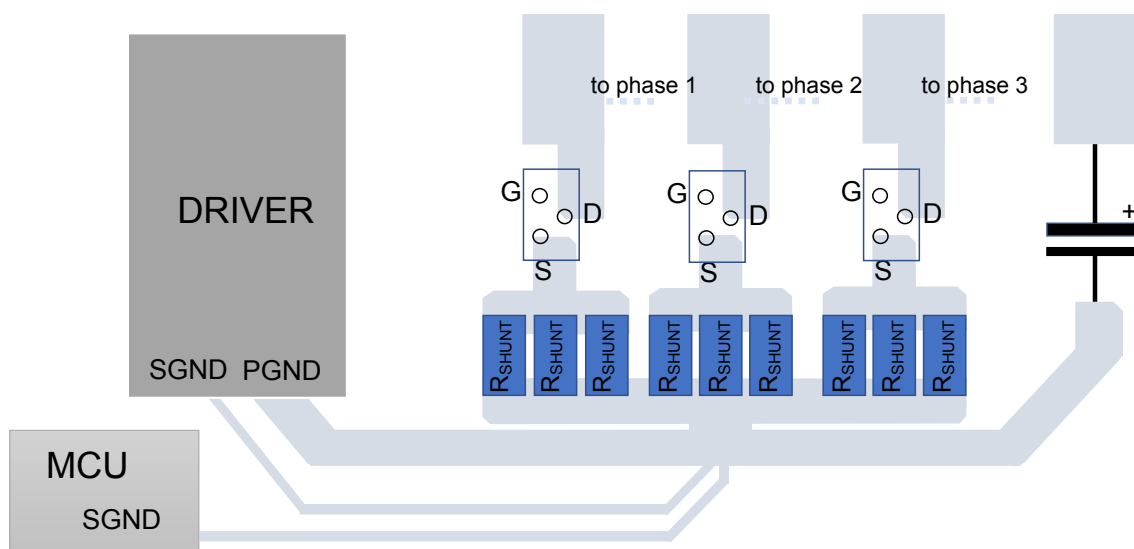 to phase 1
to phase 2
to phase 3
DRIVER
G
D
S
G
D
S
G
D
S
+
RSHUNT
RSHUNT
RSHUNT
RSHUNT
RSHUNT
RSHUNT
RSHUNT
RSHUNT
RSHUNT
SGND PGND
MCU
SGND